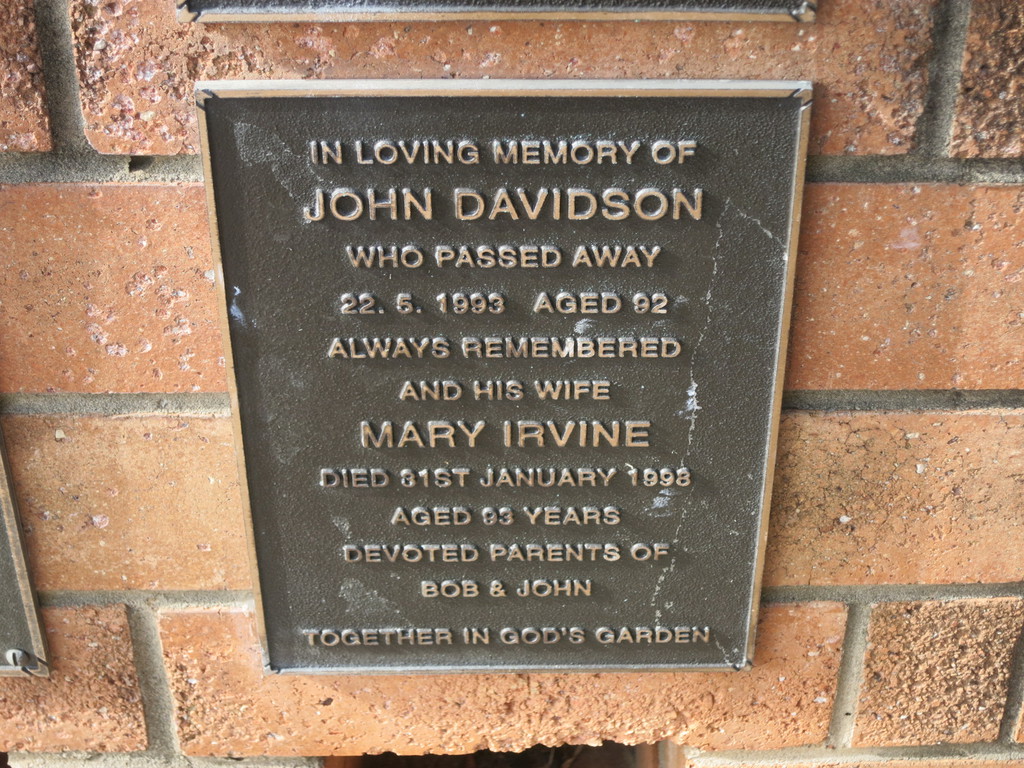 IN LOVING MEMORY OF
JOHN DAVIDSON
WHO PASSED AWAY
22. 5. 1993 AGED 92
ALWAYS REMEMBERED
AND HIS WIFE
MARY IRVINE
DIED 31ST JANUARY 1998
AGED 93 YEARS
DEVOTED PARENTS OF
BOB & JOHN
TOGETHER IN GOD'S GARDEN